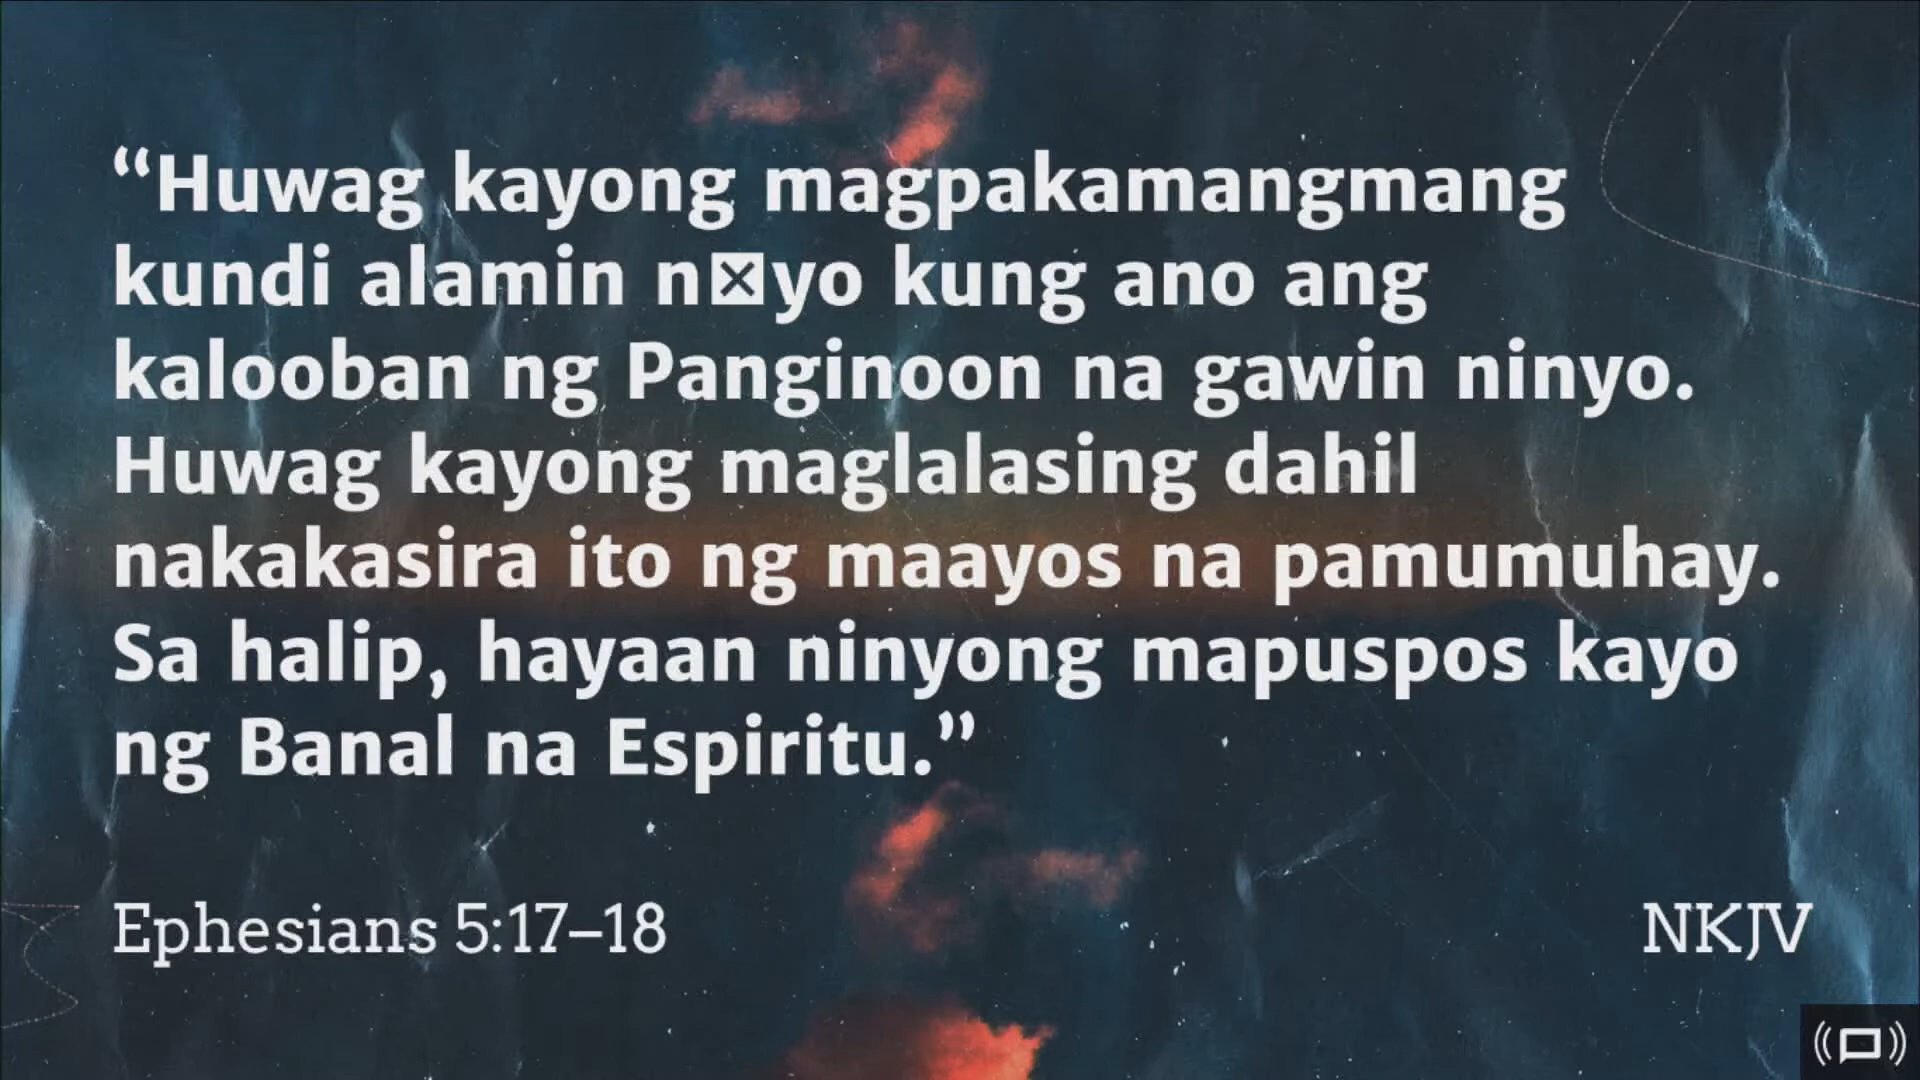 “Huwag kayong magpakamangmang
kundi alamin n☒yo kung ano ang
kalooban ng Panginoon na gawin ninyo.
Huwag kayong maglalasing dahil
nakakasira ito ng maayos na pamumuhay.
Sa halip, hayaan ninyong mapuspos kayo
ng Banal na Espiritu.”
Ephesians 5:17–18
NKJV